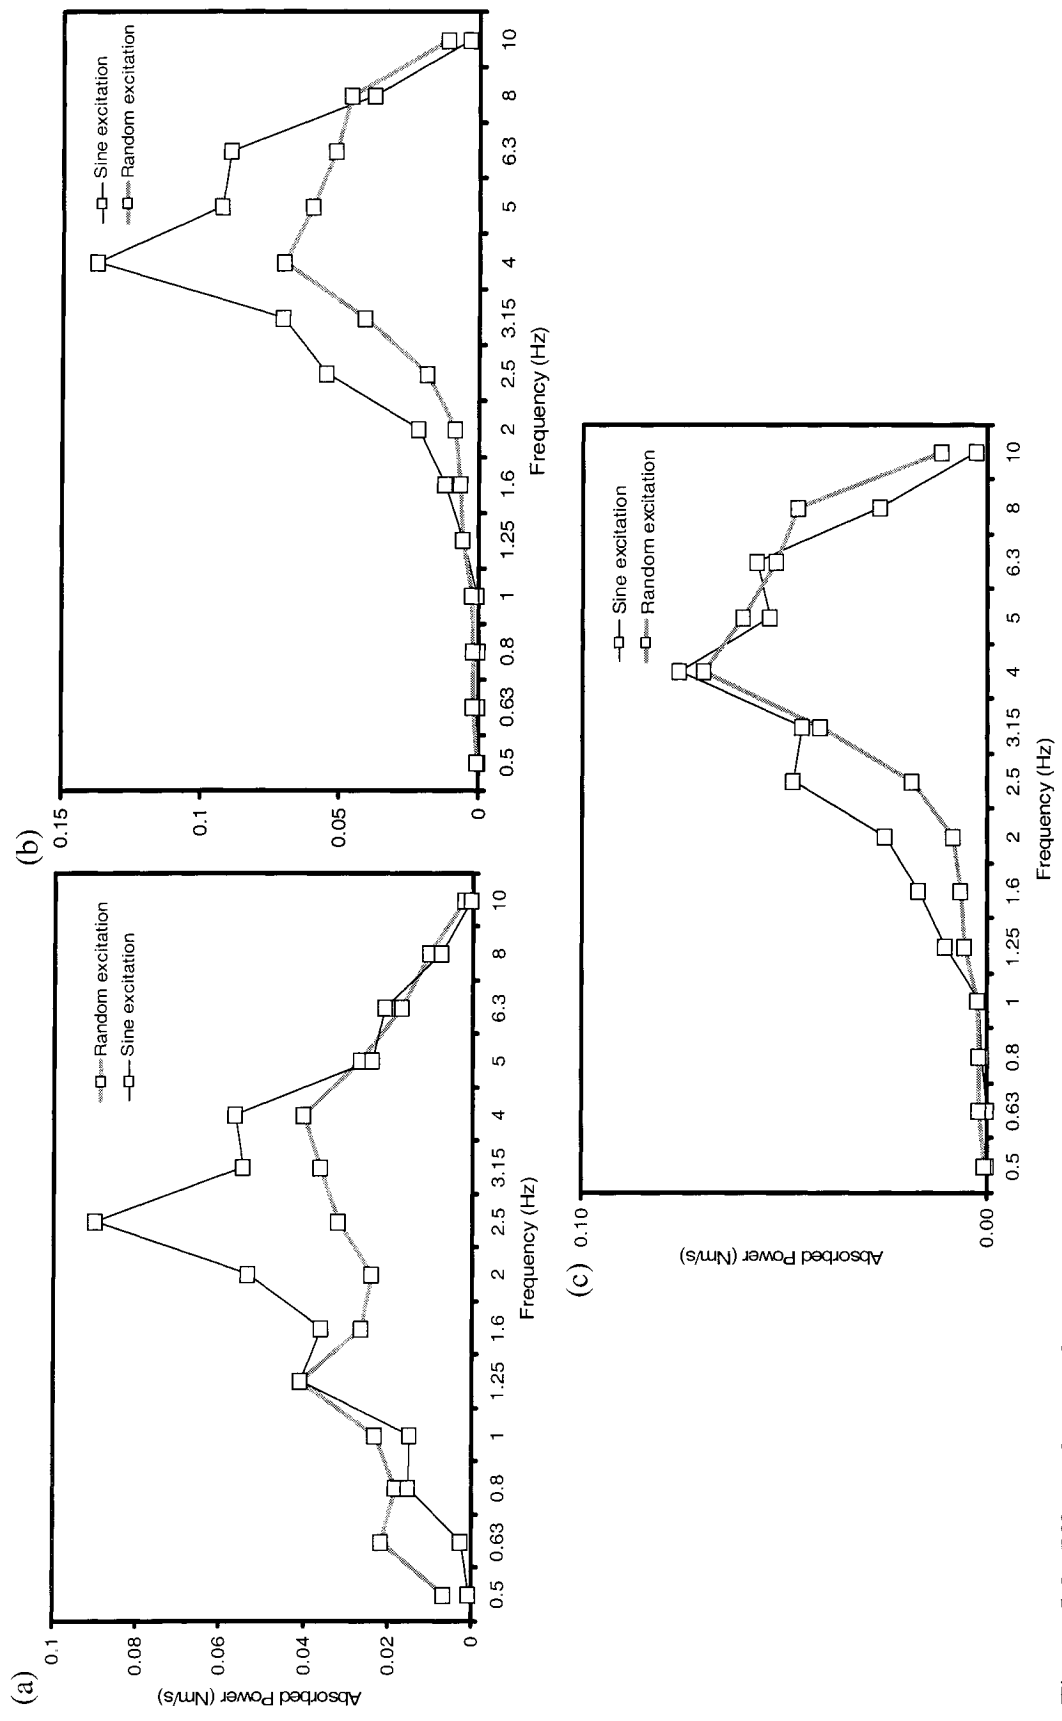 (a)
0.1
0.08
0.06
0.04
0.02
0
Absorbed Power (Nm/s)
Random excitation
Sine excitation
0.5 0.63 0.8 1 1.25 1.6 2 2.5 3.15 4 5 6.3 8 10
Frequency (Hz)
(b)
0.15
0.1
0.05
0
Sine excitation
Random excitation
0.5 0.63 0.8 1 1.25 1.6 2 2.5 3.15 4 5 6.3 8 10
Frequency (Hz)
(c)
0.10
0.00
Absorbed Power (Nm/s)
Sine excitation
Random excitation
0.5 0.63 0.8 1 1.25 1.6 2 2.5 3.15 4 5 6.3 8 10
Frequency (Hz)